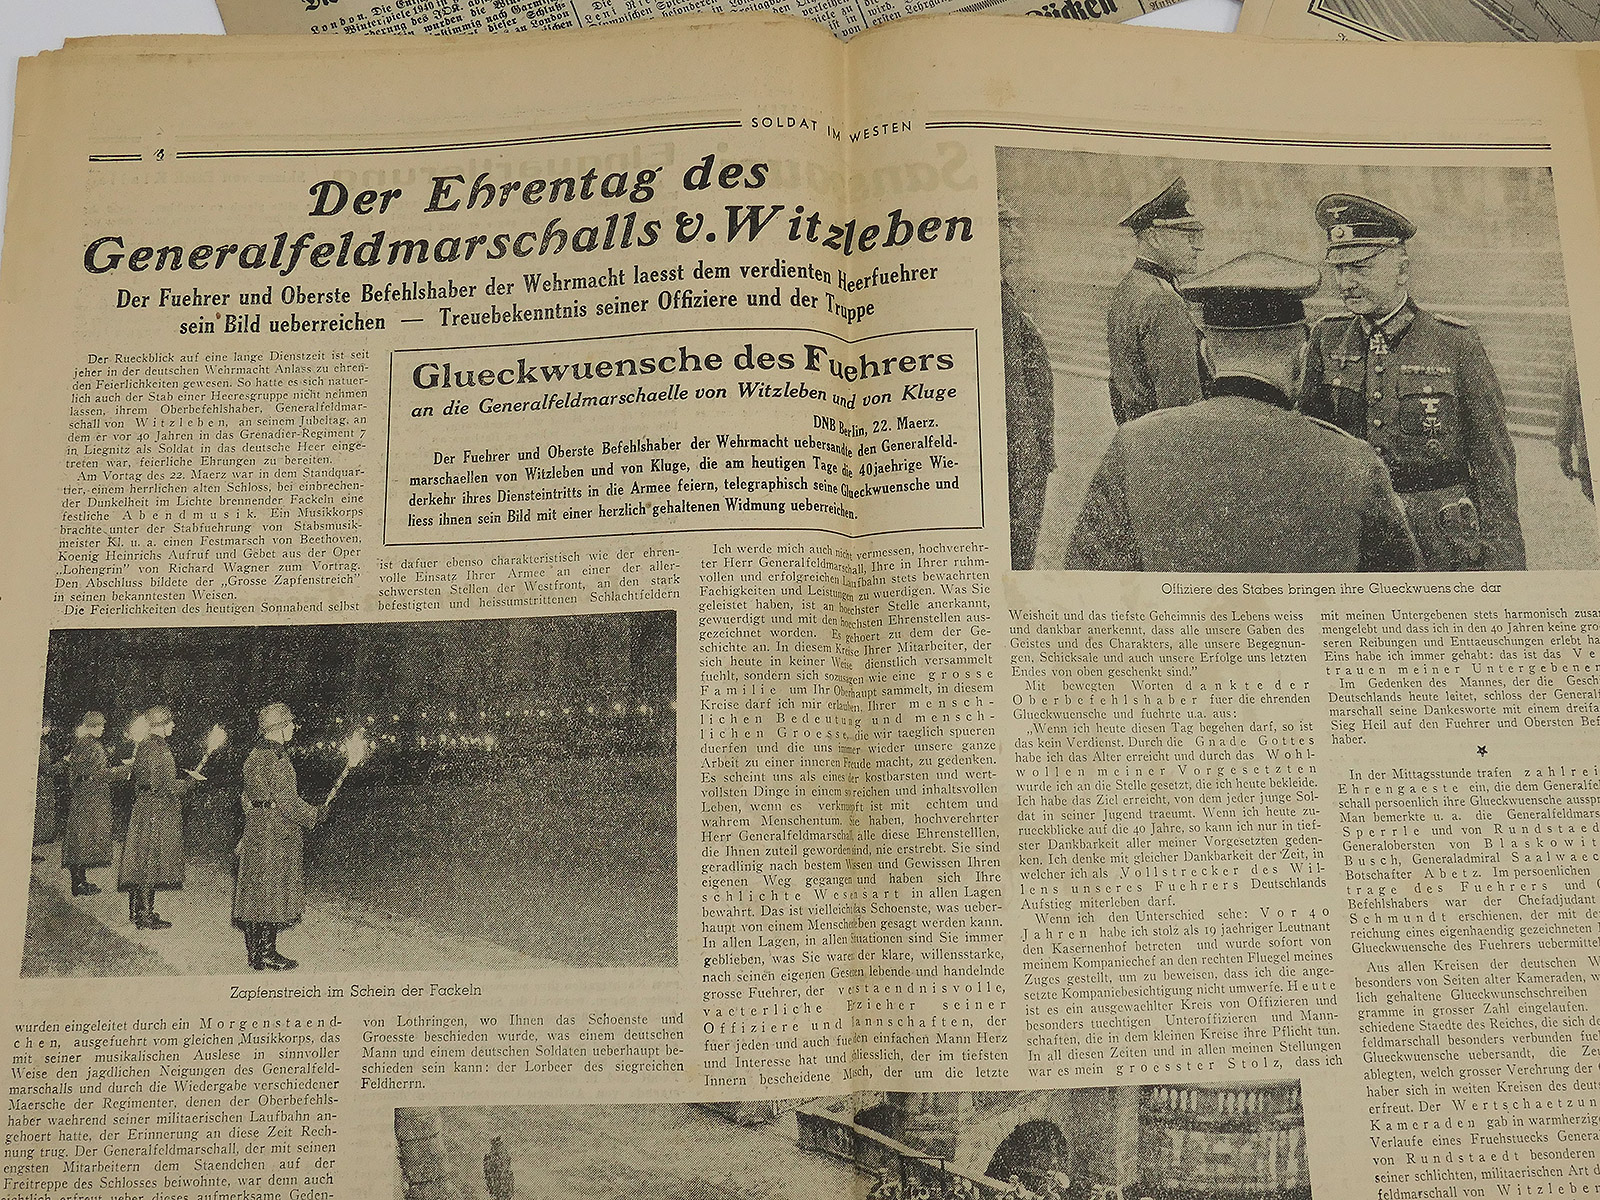 SOLDAT IM WESTEN
Der Ehrentag des
Generalfeldmarschalls v. Witzleben
Der Fuehrer und Oberste Befehlshaber der Wehrmacht laesst dem verdienten Heerfuehrer
sein Bild ueberreichen — Treuebekenntnis seiner Offiziere und der Truppe
Der Rueckblick auf eine lange Dienstzeit ist seit
jeher in der deutschen Wehrmacht Anlass zu ehren-
den Feierlichkeiten gewesen. So hatte es sich natuer-
lich auch der Stab einer Heeresgruppe nicht nehmen
lassen, ihrem Oberbefehlshaber, Generalfeldmar-
schall von Witzleben, an seinem Jubeltag, an
dem er vor 40 Jahren in das Grenadier-Regiment 7
in Liegnitz als Soldat in das deutsche Heer einge-
treten war, feierliche Ehrungen zu bereiten.
Am Vortag des 22. Maerz war in dem Standquar-
tier, einem herrlichen alten Schloss, bei einbrechen-
der Dunkelheit im Lichte brennender Fackeln eine
festliche Abendmusik. Ein Musikkorps
brachte unter der Stabfuehrung von Stabsmusik-
meister Kl. u. a. einen Festmarsch von Beethoven,
Koenig Heinrichs Aufruf und Gebet aus der Oper
„Lohengrin" von Richard Wagner zum Vortrag.
Den Abschluss bildete der „Grosse Zapfenstreich"
in seinen bekanntesten Weisen.
Die Feierlichkeiten des heutigen Sonnabend selbst
Glueckwuensche des Fuehrers
an die Generalfeldmarschaelle von Witzleben und von Kluge
DNB Berlin, 22. Maerz.
Der Fuehrer und Oberste Befehlshaber der Wehrmacht uebersandte den Generalfeld-
marschaellen von Witzleben und von Kluge, die am heutigen Tage die 40jaehrige Wie-
derkehr ihres Diensteintritts in die Armee feiern, telegraphisch seine Glueckwuensche und
liess ihnen sein Bild mit einer herzlich gehaltenen Widmung ueberreichen.
Zapfenstreich im Schein der Fackeln
wurden eingeleitet durch ein Morgenstaend-
chen, ausgefuehrt vom gleichen Musikkorps, das
mit seiner musikalischen Auslese in sinnvoller
Weise den jagdlichen Neigungen des Generalfeld-
marschalls und durch die Wiedergabe verschiedener
Maersche der Regimenter, denen der Oberbefehls-
haber waehrend seiner militaerischen Laufbahn an-
gehoert hatte, der Erinnerung an diese Zeit Rech-
nung trug. Der Generalfeldmarschall, der mit seinen
engsten Mitarbeitern dem Staendchen auf der
Freitreppe des Schlosses beiwohnte, war denn auch
sichtlich erfreut ueber dieses aufmerksame Geden-
ist dafuer ebenso charakteristisch wie der ehren-
volle Einsatz Ihrer Armee an einer der aller-
schwersten Stellen der Westfront, an den stark
befestigten und heissumstrittenen Schlachtfeldern
von Lothringen, wo Ihnen das Schoenste und
Groesste beschieden wurde, was einem deutschen
Mann und einem deutschen Soldaten ueberhaupt be-
schieden sein kann: der Lorbeer des siegreichen
Feldherrn.
Ich werde mich auch nicht vermessen, hochverehr-
ter Herr Generalfeldmarschall, Ihre in Ihrer ruhm-
vollen und erfolgreichen Laufbahn stets bewaehrten
Faehigkeiten und Leistungen zu wuerdigen. Was Sie
geleistet haben, ist an hoechster Stelle anerkannt,
gewuerdigt und mit den hoechsten Ehrenstellen aus-
gezeichnet worden. Es gehoert zu dem der Ge-
schichte an. In diesem Kreise Ihrer Mitarbeiter, der
sich heute in keiner Weise dienstlich versammelt
fuehlt, sondern sich sozusagen wie eine grosse
Familie um Ihr Oberhaupt sammelt, in diesem
Kreise darf ich mir erlauben, Ihrer mensch-
lichen Bedeutung und mensch-
lichen Groesse, die wir taeglich spueren
duerfen und die uns immer wieder unsere ganze
Arbeit zu einer inneren Freude macht, zu gedenken.
Es scheint uns als eines der kostbarsten und wert-
vollsten Dinge in einem so reichen und inhaltsvollen
Leben, wenn es verknuepft ist mit echtem und
wahrem Menschentum. Sie haben, hochverehrter
Herr Generalfeldmarschall, alle diese Ehrenstelllen,
die Ihnen zuteil geworden sind, nie erstrebt. Sie sind
geradlinig nach bestem Wissen und Gewissen Ihren
eigenen Weg gegangen und haben sich Ihre
schlichte Wesensart in allen Lagen
bewahrt. Das ist vielleicht das Schoenste, was ueber-
haupt von einem Menschenleben gesagt werden kann.
In allen Lagen, in allen Situationen sind Sie immer
geblieben, was Sie waren: der klare, willensstarke,
nach seinen eigenen Gesetzen lebende und handelnde
grosse Fuehrer, der verstaendnisvolle,
vaeterliche Erzieher seiner
Offiziere und Mannschaften, der
fuer jeden und auch fuer den einfachen Mann Herz
und Interesse hat und schliesslich, der im tiefsten
Innern bescheidene Mensch, der um die letzte
Offiziere des Stabes bringen ihre Glueckwuensche dar
Weisheit und das tiefste Geheimnis des Lebens weiss
und dankbar anerkennt, dass alle unsere Gaben des
Geistes und des Charakters, alle unsere Begegnun-
gen, Schicksale und auch unsere Erfolge uns letzten
Endes von oben geschenkt sind."
Mit bewegten Worten dankte der
Oberbefehlshaber fuer die ehrenden
Glueckwuensche und fuehrte u.a. aus:
„Wenn ich heute diesen Tag begehen darf, so ist
das kein Verdienst. Durch die Gnade Gottes
habe ich das Alter erreicht und durch das Wohl-
wollen meiner Vorgesetzten
wurde ich an die Stelle gesetzt, die ich heute bekleide.
Ich habe das Ziel erreicht, von dem jeder junge Sol-
dat in seiner Jugend traeumt. Wenn ich heute zu-
rueckblicke auf die 40 Jahre, so kann ich nur in tief-
ster Dankbarkeit aller meiner Vorgesetzten geden-
ken. Ich denke mit gleicher Dankbarkeit der Zeit, in
welcher ich als Vollstrecker des Wil-
lens unseres Fuehrers Deutschlands
Aufstieg miterleben darf.
Wenn ich den Unterschied sehe: Vor 40
Jahren habe ich stolz als 19 jaehriger Leutnant
den Kasernenhof betreten und wurde sofort von
meinem Kompaniechef an den rechten Fluegel meines
Zuges gestellt, um zu beweisen, dass ich die ange-
setzte Kompaniebesichtigung nicht umwerfe. Heute
ist es ein ausgewaehlter Kreis von Offizieren und
besonders tuechtigen Unteroffizieren und Mann-
schaften, die in dem kleinen Kreise ihre Pflicht tun.
In all diesen Zeiten und in allen meinen Stellungen
war es mein groesster Stolz, dass ich
mit meinen Untergebenen stets harmonisch zusa
mengelebt und dass ich in den 40 Jahren keine gro
seren Reibungen und Enttaeuschungen erlebt ha
Eins habe ich immer gehabt: das ist das Ve
trauen meiner Untergebene
Im Gedenken des Mannes, der die Gesch
Deutschlands heute leitet, schloss der General
marschall seine Dankesworte mit einem dreifa
Sieg Heil auf den Fuehrer und Obersten Bef
haber.
In der Mittagsstunde trafen zahlrei
Ehrengaeste ein, die dem Generalfe
schall persoenlich ihre Glueckwuensche ausspr
Man bemerkte u. a. die Generalfeldmars
Sperrle und von Rundstaed
Generalobersten von Blaskowit
Busch, Generaladmiral Saalwaec
Botschafter Abetz. Im persoenlichen
trage des Fuehrers und
Befehlshabers war der Chefadjudant
Schmundt erschienen, der mit de
reichung eines eigenhaendig gezeichneten
Glueckwuensche des Fuehrers uebermittel
Aus allen Kreisen der deutschen W
besonders von Seiten alter Kameraden, w
lich gehaltene Glueckwunschschreiben
gramme in grosser Zahl eingelaufen.
schiedene Staedte des Reiches, die sich de
feldmarschall besonders verbunden fue
Glueckwuensche uebersandt, die Ze
ablegten, welch grosser Verehrung der
haber sich in weiten Kreisen des deut
erfreut. Der Wertschaetzun
Kameraden gab in warmherzige
Verlaufe eines Fruehstuecks Genera
von Rundstaedt besonderen
seiner schlichten, militaerischen Art d
feldmarschall von Witzleben